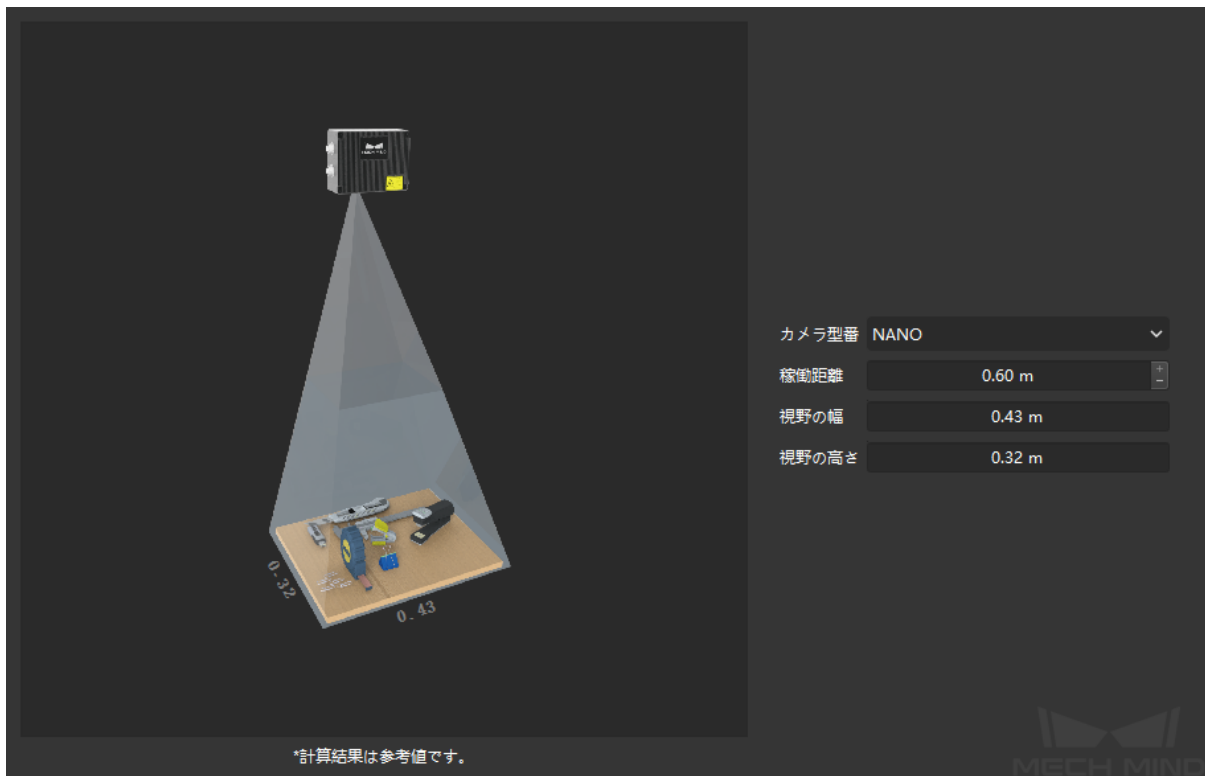 カメラ型番 NANO
稼働距離 0.60 m
視野の幅 0.43 m
視野の高さ 0.32 m
0.32
0.43
*計算結果は参考値です。
MECH MIND